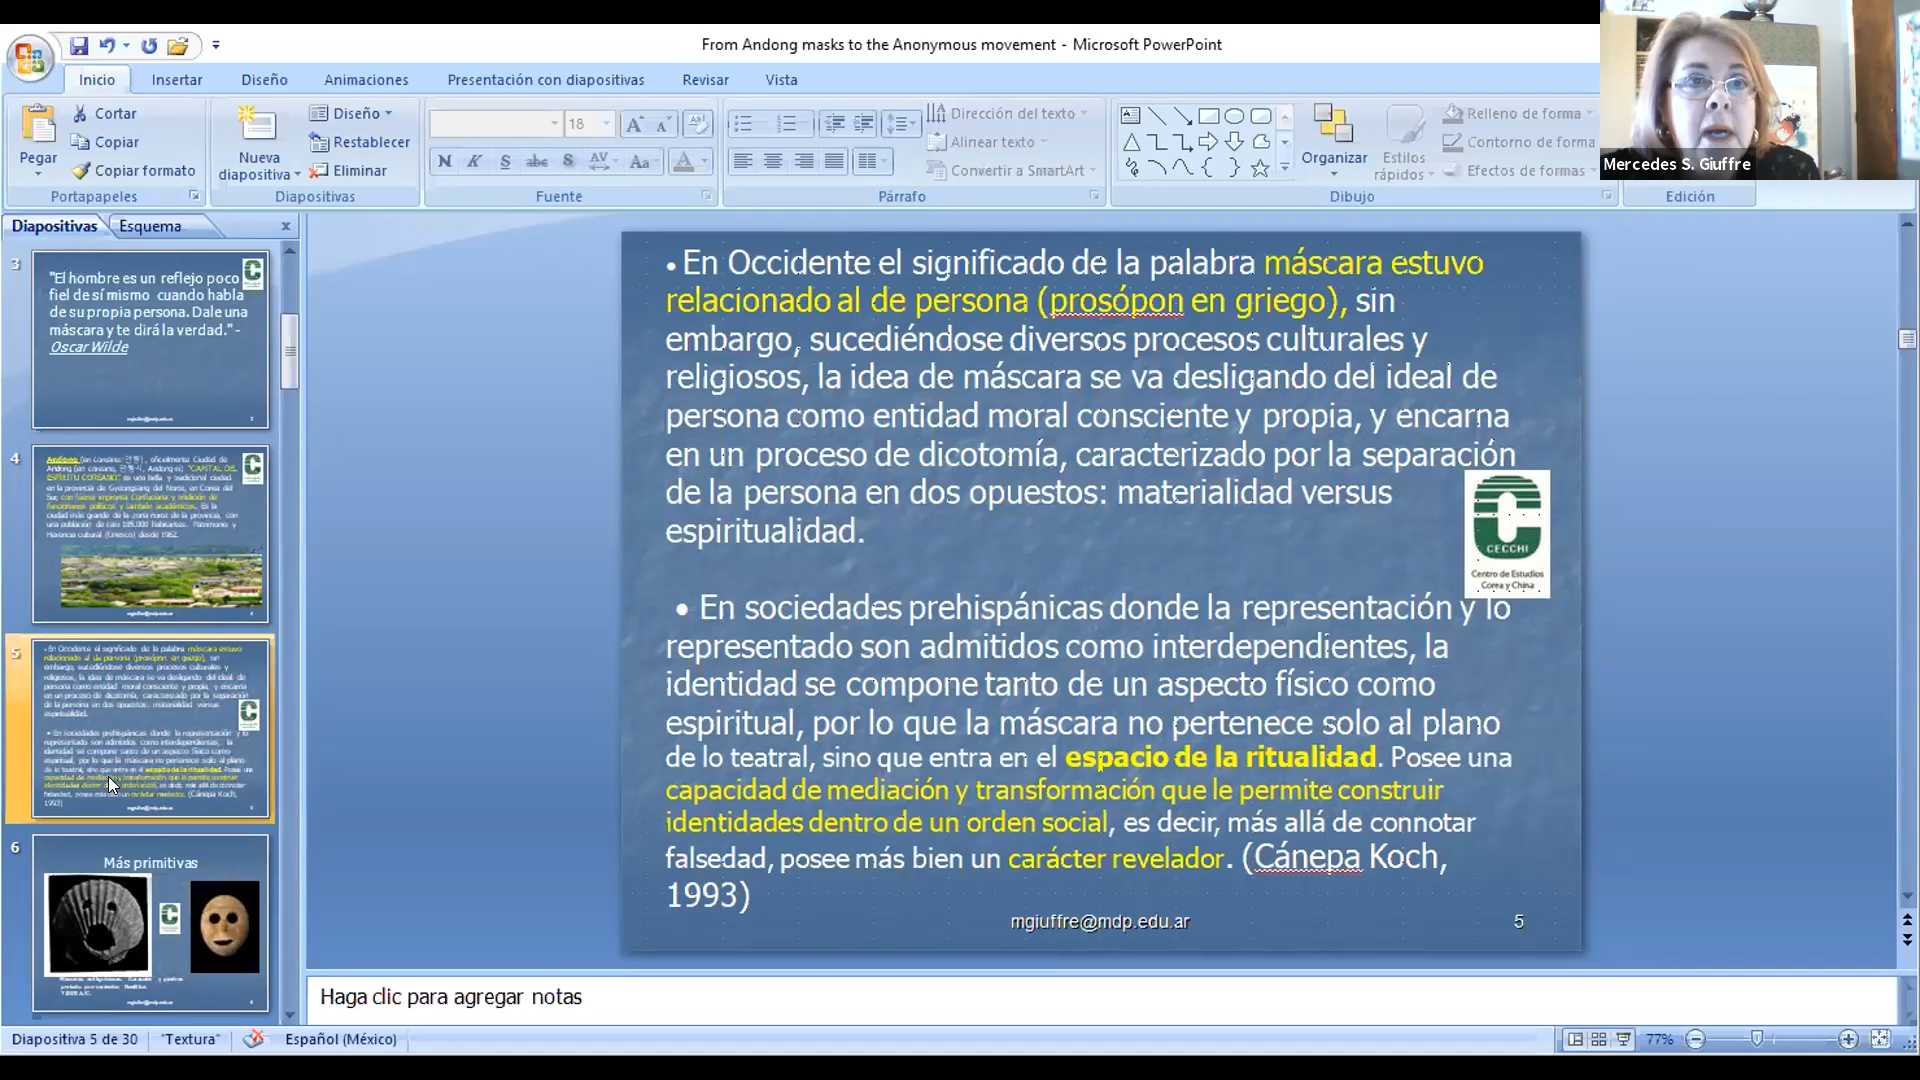 From Andong masks to the Anonymous movement - Microsoft PowerPoint
Mercedes S. Giuffre
Inicio
Insertar
Diseño
Animaciones
Presentación con diapositivas
Revisar
Vista
Pegar
Cortar
Copiar
Copiar formato
Portapapeles
Nueva
diapositiva
Diseño
Restablecer
Eliminar
Diapositivas
18
Fuente
Dirección del texto
Alinear texto
Convertir a SmartArt
Párrafo
Organizar
Estilos
rápidos
Relleno de forma
Contorno de forma
Efectos de formas
Dibujo
Edición
Diapositivas
Esquema
3
"El hombre es un reflejo poco
fiel de sí mismo cuando habla
de su propia persona. Dale una
máscara y te dirá la verdad." -
Oscar Wilde
4
5
6
Más primitivas
• En Occidente el significado de la palabra máscara estuvo
relacionado al de persona (prosópon en griego), sin
embargo, sucediéndose diversos procesos culturales y
religiosos, la idea de máscara se va desligando del ideal de
persona como entidad moral consciente y propia, y encarna
en un proceso de dicotomía, caracterizado por la separación
de la persona en dos opuestos: materialidad versus
espiritualidad.
• En sociedades prehispánicas donde la representación y lo
representado son admitidos como interdependientes, la
identidad se compone tanto de un aspecto físico como
espiritual, por lo que la máscara no pertenece solo al plano
de lo teatral, sino que entra en el espacio de la ritualidad. Posee una
capacidad de mediación y transformación que le permite construir
identidades dentro de un orden social, es decir, más allá de connotar
falsedad, posee más bien un carácter revelador. (Cánepa Koch,
1993)
CECCHI
Centro de Estudios
Corea y China
mgiuffre@mdp.edu.ar
5
Haga clic para agregar notas
Diapositiva 5 de 30
"Textura"
Español (México)
77%